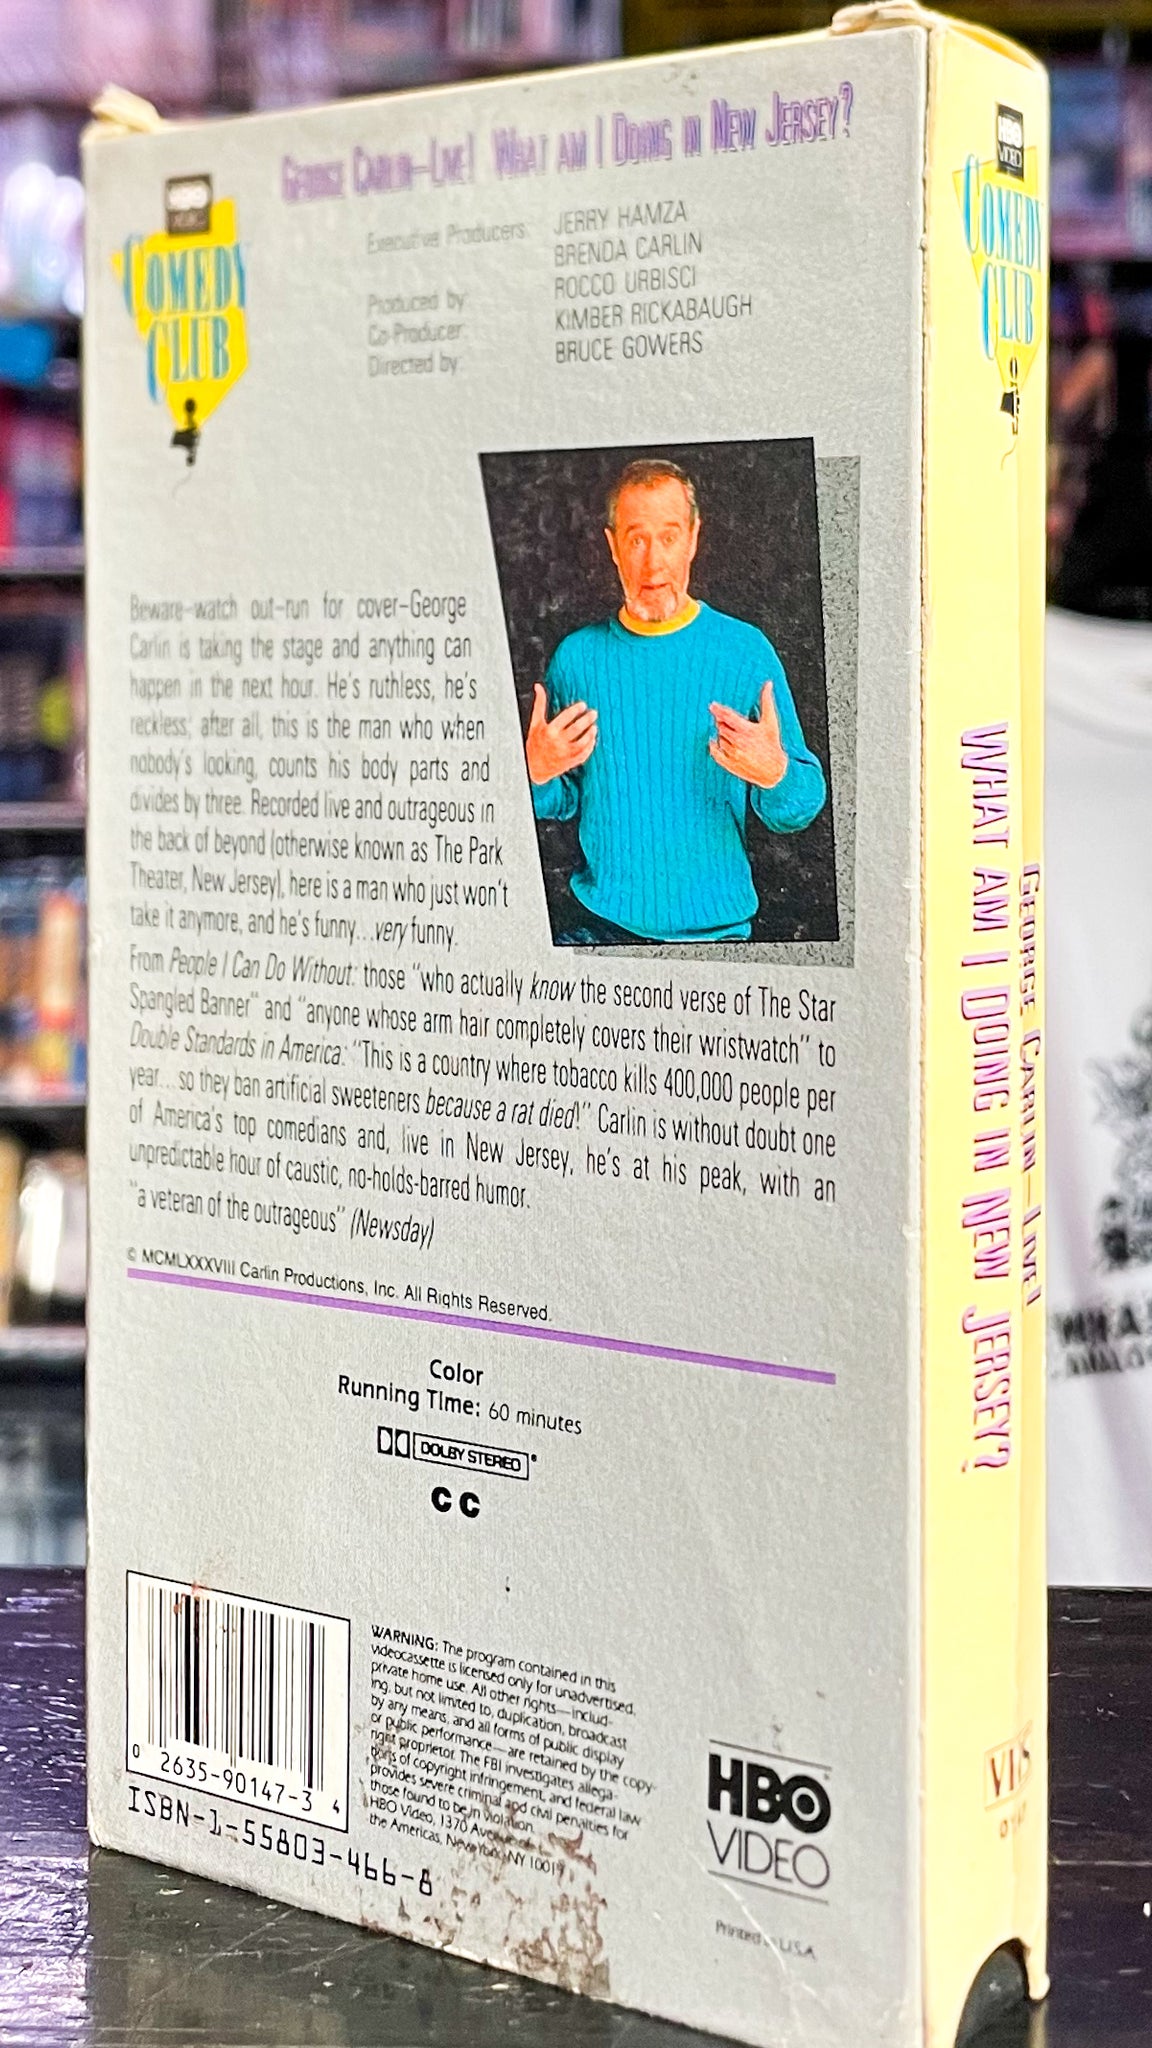 George Carlin—Live! What am I Doing in New Jersey?
HBO
VIDEO
COMEDY
CLUB
Executive Producers: JERRY HAMZA
BRENDA CARLIN
Produced by: ROCCO URBISCI
Co-Producer: KIMBER RICKABAUGH
Directed by: BRUCE GOWERS
Beware–watch out–run for cover–George
Carlin is taking the stage and anything can
happen in the next hour. He's ruthless, he's
reckless; after all, this is the man who when
nobody's looking, counts his body parts and
divides by three. Recorded live and outrageous in
the back of beyond (otherwise known as The Park
Theater, New Jersey), here is a man who just won't
take it anymore, and he's funny...very funny.
From People I Can Do Without: those "who actually know the second verse of The Star
Spangled Banner" and "anyone whose arm hair completely covers their wristwatch" to
Double Standards in America: "This is a country where tobacco kills 400,000 people per
year... so they ban artificial sweeteners because a rat died!" Carlin is without doubt one
of America's top comedians and, live in New Jersey, he's at his peak, with an
unpredictable hour of caustic, no-holds-barred humor.
"a veteran of the outrageous" (Newsday)
© MCMLXXXVIII Carlin Productions, Inc. All Rights Reserved.
Color
Running Time: 60 minutes
DOLBY STEREO
CC
0 2635-90147-3 4
ISBN-1-55803-466-8
WARNING: The program contained in this
videocassette is licensed only for unadvertised,
private home use. All other rights—includ-
ing, but not limited to, duplication, broadcast
by any means, and all forms of public display
or public performance—are retained by the copy-
right proprietor. The FBI investigates allega-
tions of copyright infringement, and federal law
provides severe criminal and civil penalties for
those found to be in violation.
HBO Video, 1370 Avenue of
the Americas, New York, NY 10019
HBO
VIDEO
Printed in U.S.A.
HBO
VIDEO
COMEDY
CLUB
GEORGE CARLIN—LIVE!
WHAT AM I DOING IN NEW JERSEY?
VHS